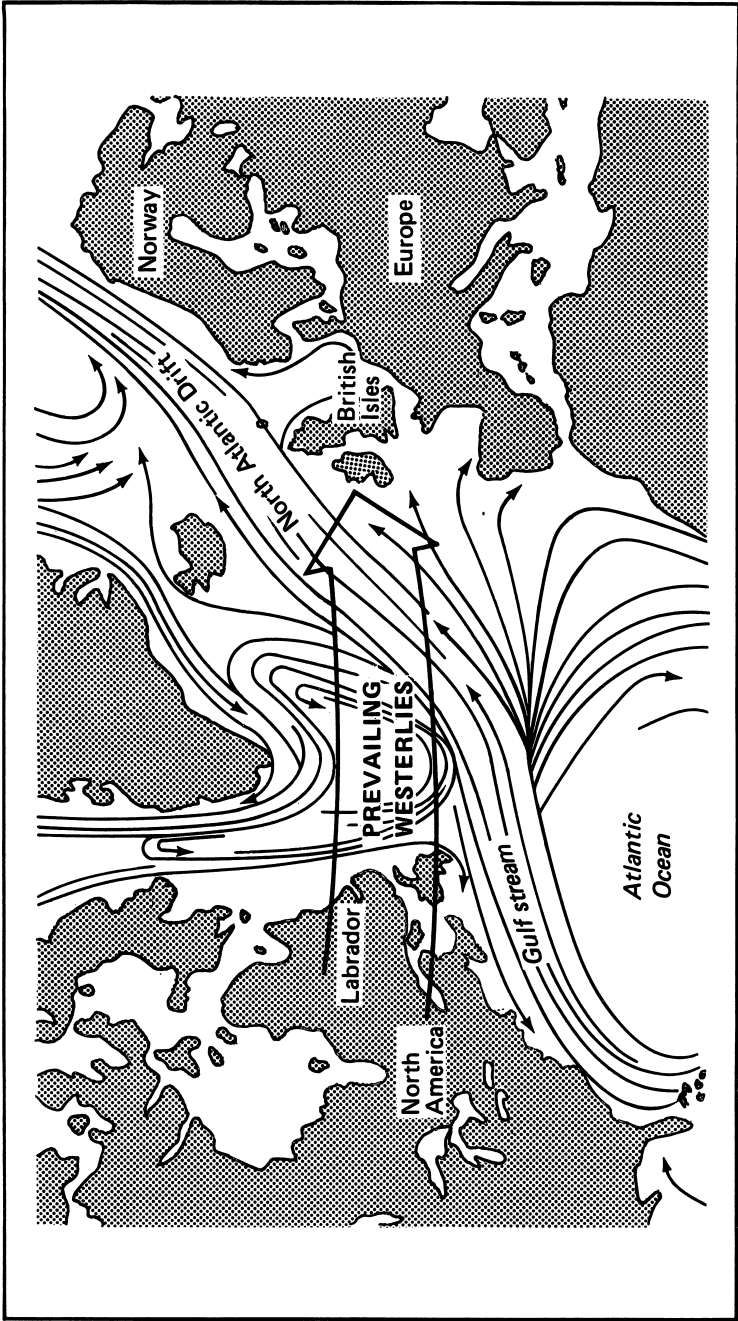 Norway
Europe
North Atlantic Drift
British
Isles
PREVAILING
WESTERLIES
Labrador
North
America
Gulf stream
Atlantic
Ocean